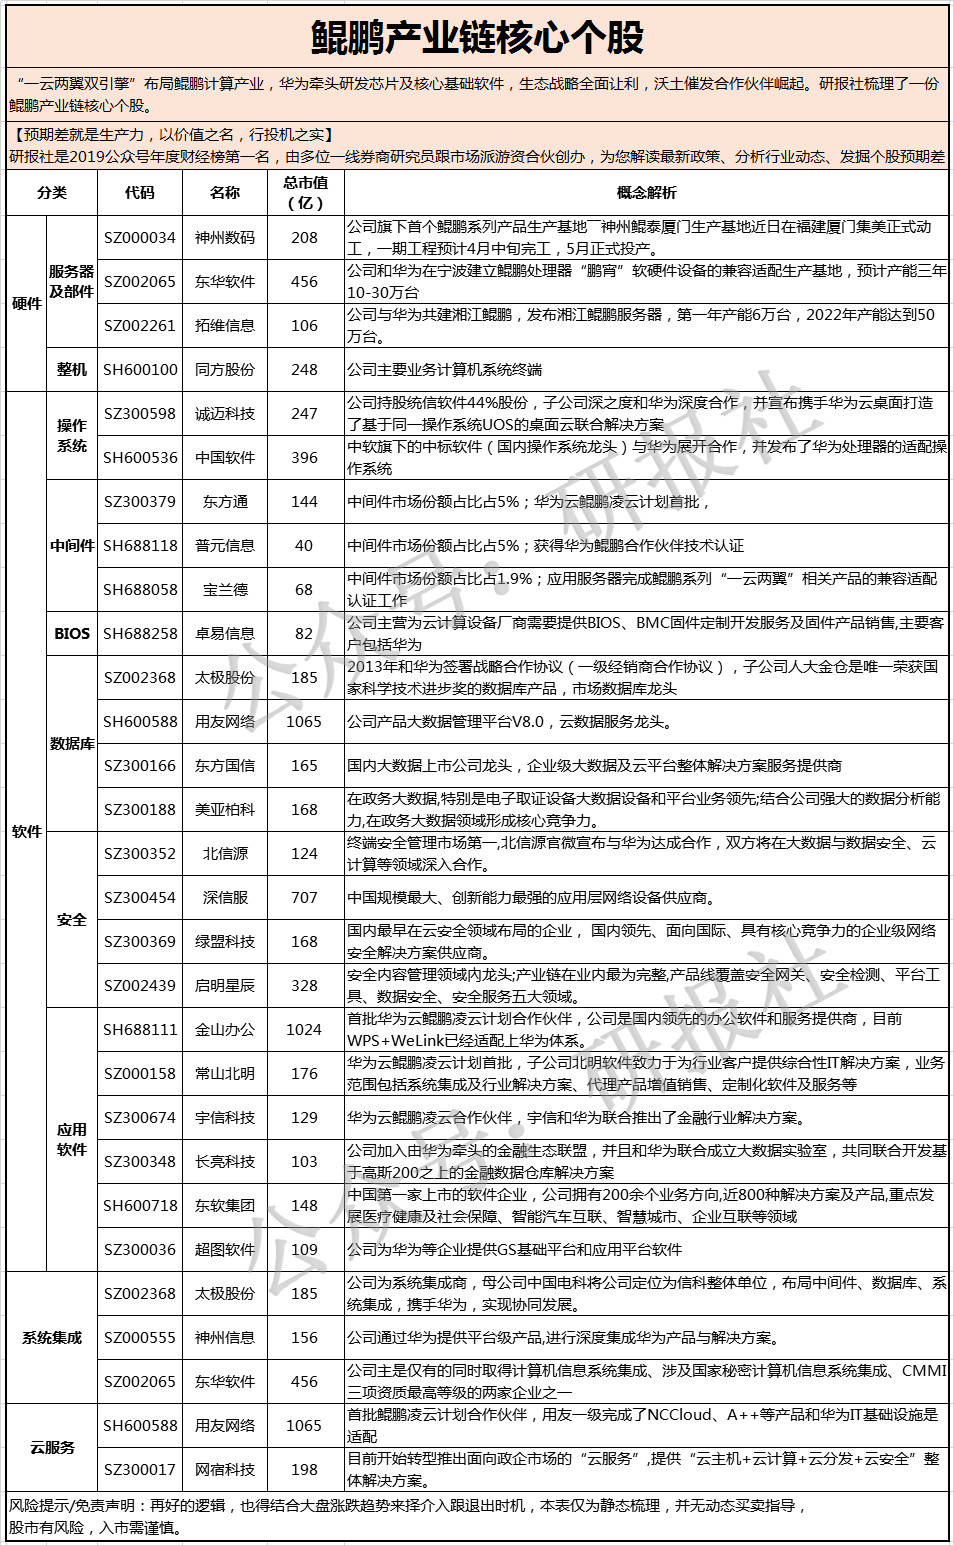 鲲鹏产业链核心个股
“一云两翼双引擎”布局鲲鹏计算产业，华为牵头研发芯片及核心基础软件，生态战略全面让利，沃土催发合作伙伴崛起。研报社梳理了一份
鲲鹏产业链核心个股。
【预期差就是生产力，以价值之名，行投机之实】
研报社是2019公众号年度财经榜第一名，由多位一线券商研究员跟市场派游资合伙创办，为您解读最新政策、分析行业动态、发掘个股预期差
分类 代码 名称 总市值（亿） 概念解析
硬件
服务器及部件
SZ000034 神州数码 208 公司旗下首个鲲鹏系列产品生产基地—神州鲲泰厦门生产基地近日在福建厦门集美正式动
工，一期工程预计4月中旬完工，5月正式投产。
SZ002065 东华软件 456 公司和华为在宁波建立鲲鹏处理器“鹏宵”软硬件设备的兼容适配生产基地，预计产能三年
10-30万台
SZ002261 拓维信息 106 公司与华为共建湘江鲲鹏，发布湘江鲲鹏服务器，第一年产能6万台，2022年产能达到50
万台。
整机 SH600100 同方股份 248 公司主要业务计算机系统终端
软件
操作系统
SZ300598 诚迈科技 247 公司持股统信软件44%股份，子公司深之度和华为深度合作，并宣布携手华为云桌面打造
了基于同一操作系统UOS的桌面云联合解决方案
SH600536 中国软件 396 中软旗下的中标软件（国内操作系统龙头）与华为展开合作，并发布了华为处理器的适配操
作系统
中间件
SZ300379 东方通 144 中间件市场份额占比占5%；华为云鲲鹏凌云计划首批，
SH688118 普元信息 40 中间件市场份额占比占5%；获得华为鲲鹏合作伙伴技术认证
SH688058 宝兰德 68 中间件市场份额占比占1.9%；应用服务器完成鲲鹏系列“一云两翼”相关产品的兼容适配
认证工作
BIOS SH688258 卓易信息 82 公司主营为云计算设备厂商需要提供BIOS、BMC固件定制开发服务及固件产品销售,主要客
户包括华为
数据库
SZ002368 太极股份 185 2013年和华为签署战略合作协议（一级经销商合作协议），子公司人大金仓是唯一荣获国
家科学技术进步奖的数据库产品，市场数据库龙头
SH600588 用友网络 1065 公司产品大数据管理平台V8.0，云数据服务龙头。
SZ300166 东方国信 165 国内大数据上市公司龙头，企业级大数据及云平台整体解决方案服务提供商
SZ300188 美亚柏科 168 在政务大数据,特别是电子取证设备大数据设备和平台业务领先;结合公司强大的数据分析能
力,在政务大数据领域形成核心竞争力。
安全
SZ300352 北信源 124 终端安全管理市场第一,北信源官微宣布与华为达成合作，双方将在大数据与数据安全、云
计算等领域深入合作。
SZ300454 深信服 707 中国规模最大、创新能力最强的应用层网络设备供应商。
SZ300369 绿盟科技 168 国内最早在云安全领域布局的企业， 国内领先、面向国际、具有核心竞争力的企业级网络
安全解决方案供应商。
SZ002439 启明星辰 328 安全内容管理领域内龙头;产业链在业内最为完整,产品线覆盖安全网关、安全检测、平台工
具、数据安全、安全服务五大领域。
应用软件
SH688111 金山办公 1024 首批华为云鲲鹏凌云计划合作伙伴，公司是国内领先的办公软件和服务提供商，目前
WPS+WeLink已经适配上华为体系。
SZ000158 常山北明 176 华为云鲲鹏凌云计划首批，子公司北明软件致力于为行业客户提供综合性IT解决方案，业务
范围包括系统集成及行业解决方案、代理产品增值销售、定制化软件及服务等
SZ300674 宇信科技 129 华为云鲲鹏凌云合作伙伴，宇信和华为联合推出了金融行业解决方案。
SZ300348 长亮科技 103 公司加入由华为牵头的金融生态联盟，并且和华为联合成立大数据实验室，共同联合开发基
于高斯200之上的金融数据仓库解决方案
SH600718 东软集团 148 中国第一家上市的软件企业，公司拥有200余个业务方向,近800种解决方案及产品,重点发
展医疗健康及社会保障、智能汽车互联、智慧城市、企业互联等领域
SZ300036 超图软件 109 公司为华为等企业提供GS基础平台和应用平台软件
系统集成
SZ002368 太极股份 185 公司为系统集成商，母公司中国电科将公司定位为信科整体单位，布局中间件、数据库、系
统集成，携手华为，实现协同发展。
SZ000555 神州信息 156 公司通过华为提供平台级产品,进行深度集成华为产品与解决方案。
SZ002065 东华软件 456 公司主是仅有的同时取得计算机信息系统集成、涉及国家秘密计算机信息系统集成、CMMI
三项资质最高等级的两家企业之一
云服务
SH600588 用友网络 1065 首批鲲鹏凌云计划合作伙伴，用友一级完成了NCCloud、A++等产品和华为IT基础设施是
适配
SZ300017 网宿科技 198 目前开始转型推出面向政企市场的“云服务”,提供“云主机+云计算+云分发+云安全”整
体解决方案。
风险提示/免责声明：再好的逻辑，也得结合大盘涨跌趋势来择介入跟退出时机，本表仅为静态梳理，并无动态买卖指导，
股市有风险，入市需谨慎。
公众号：研报社
公众号：研报社